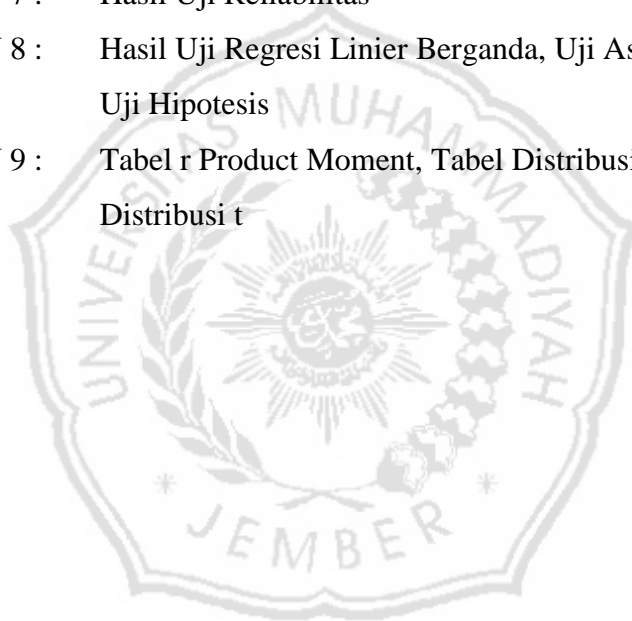 7 : Hasil Uji Reliabilitas
8 : Hasil Uji Regresi Linier Berganda, Uji As
Uji Hipotesis
9 : Tabel r Product Moment, Tabel Distribusi
Distribusi t
UNIVERSITAS MUHAMMADIYAH
JEMBER